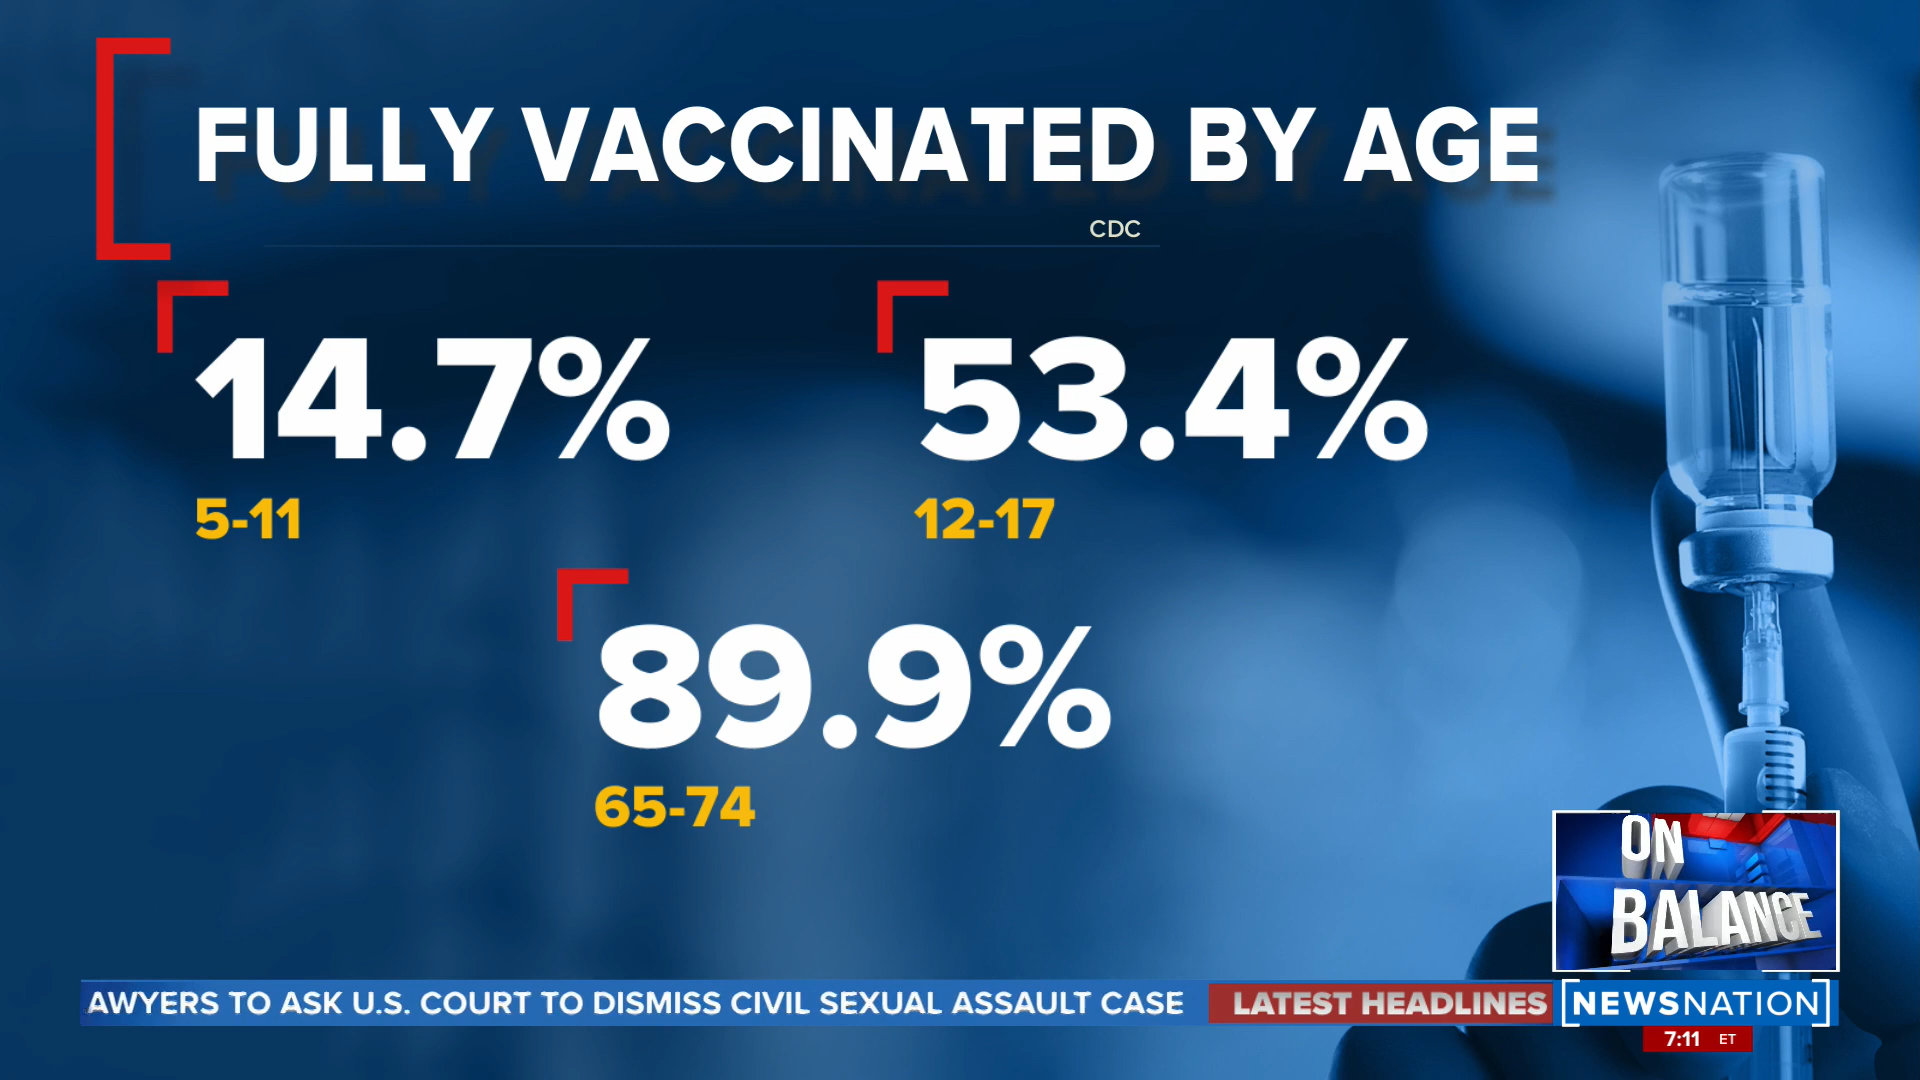 FULLY VACCINATED BY AGE
CDC
14.7%
5-11
53.4%
12-17
89.9%
65-74
ON
BALANCE
AWYERS TO ASK U.S. COURT TO DISMISS CIVIL SEXUAL ASSAULT CASE
LATEST HEADLINES
NEWSNATION
7:11 ET